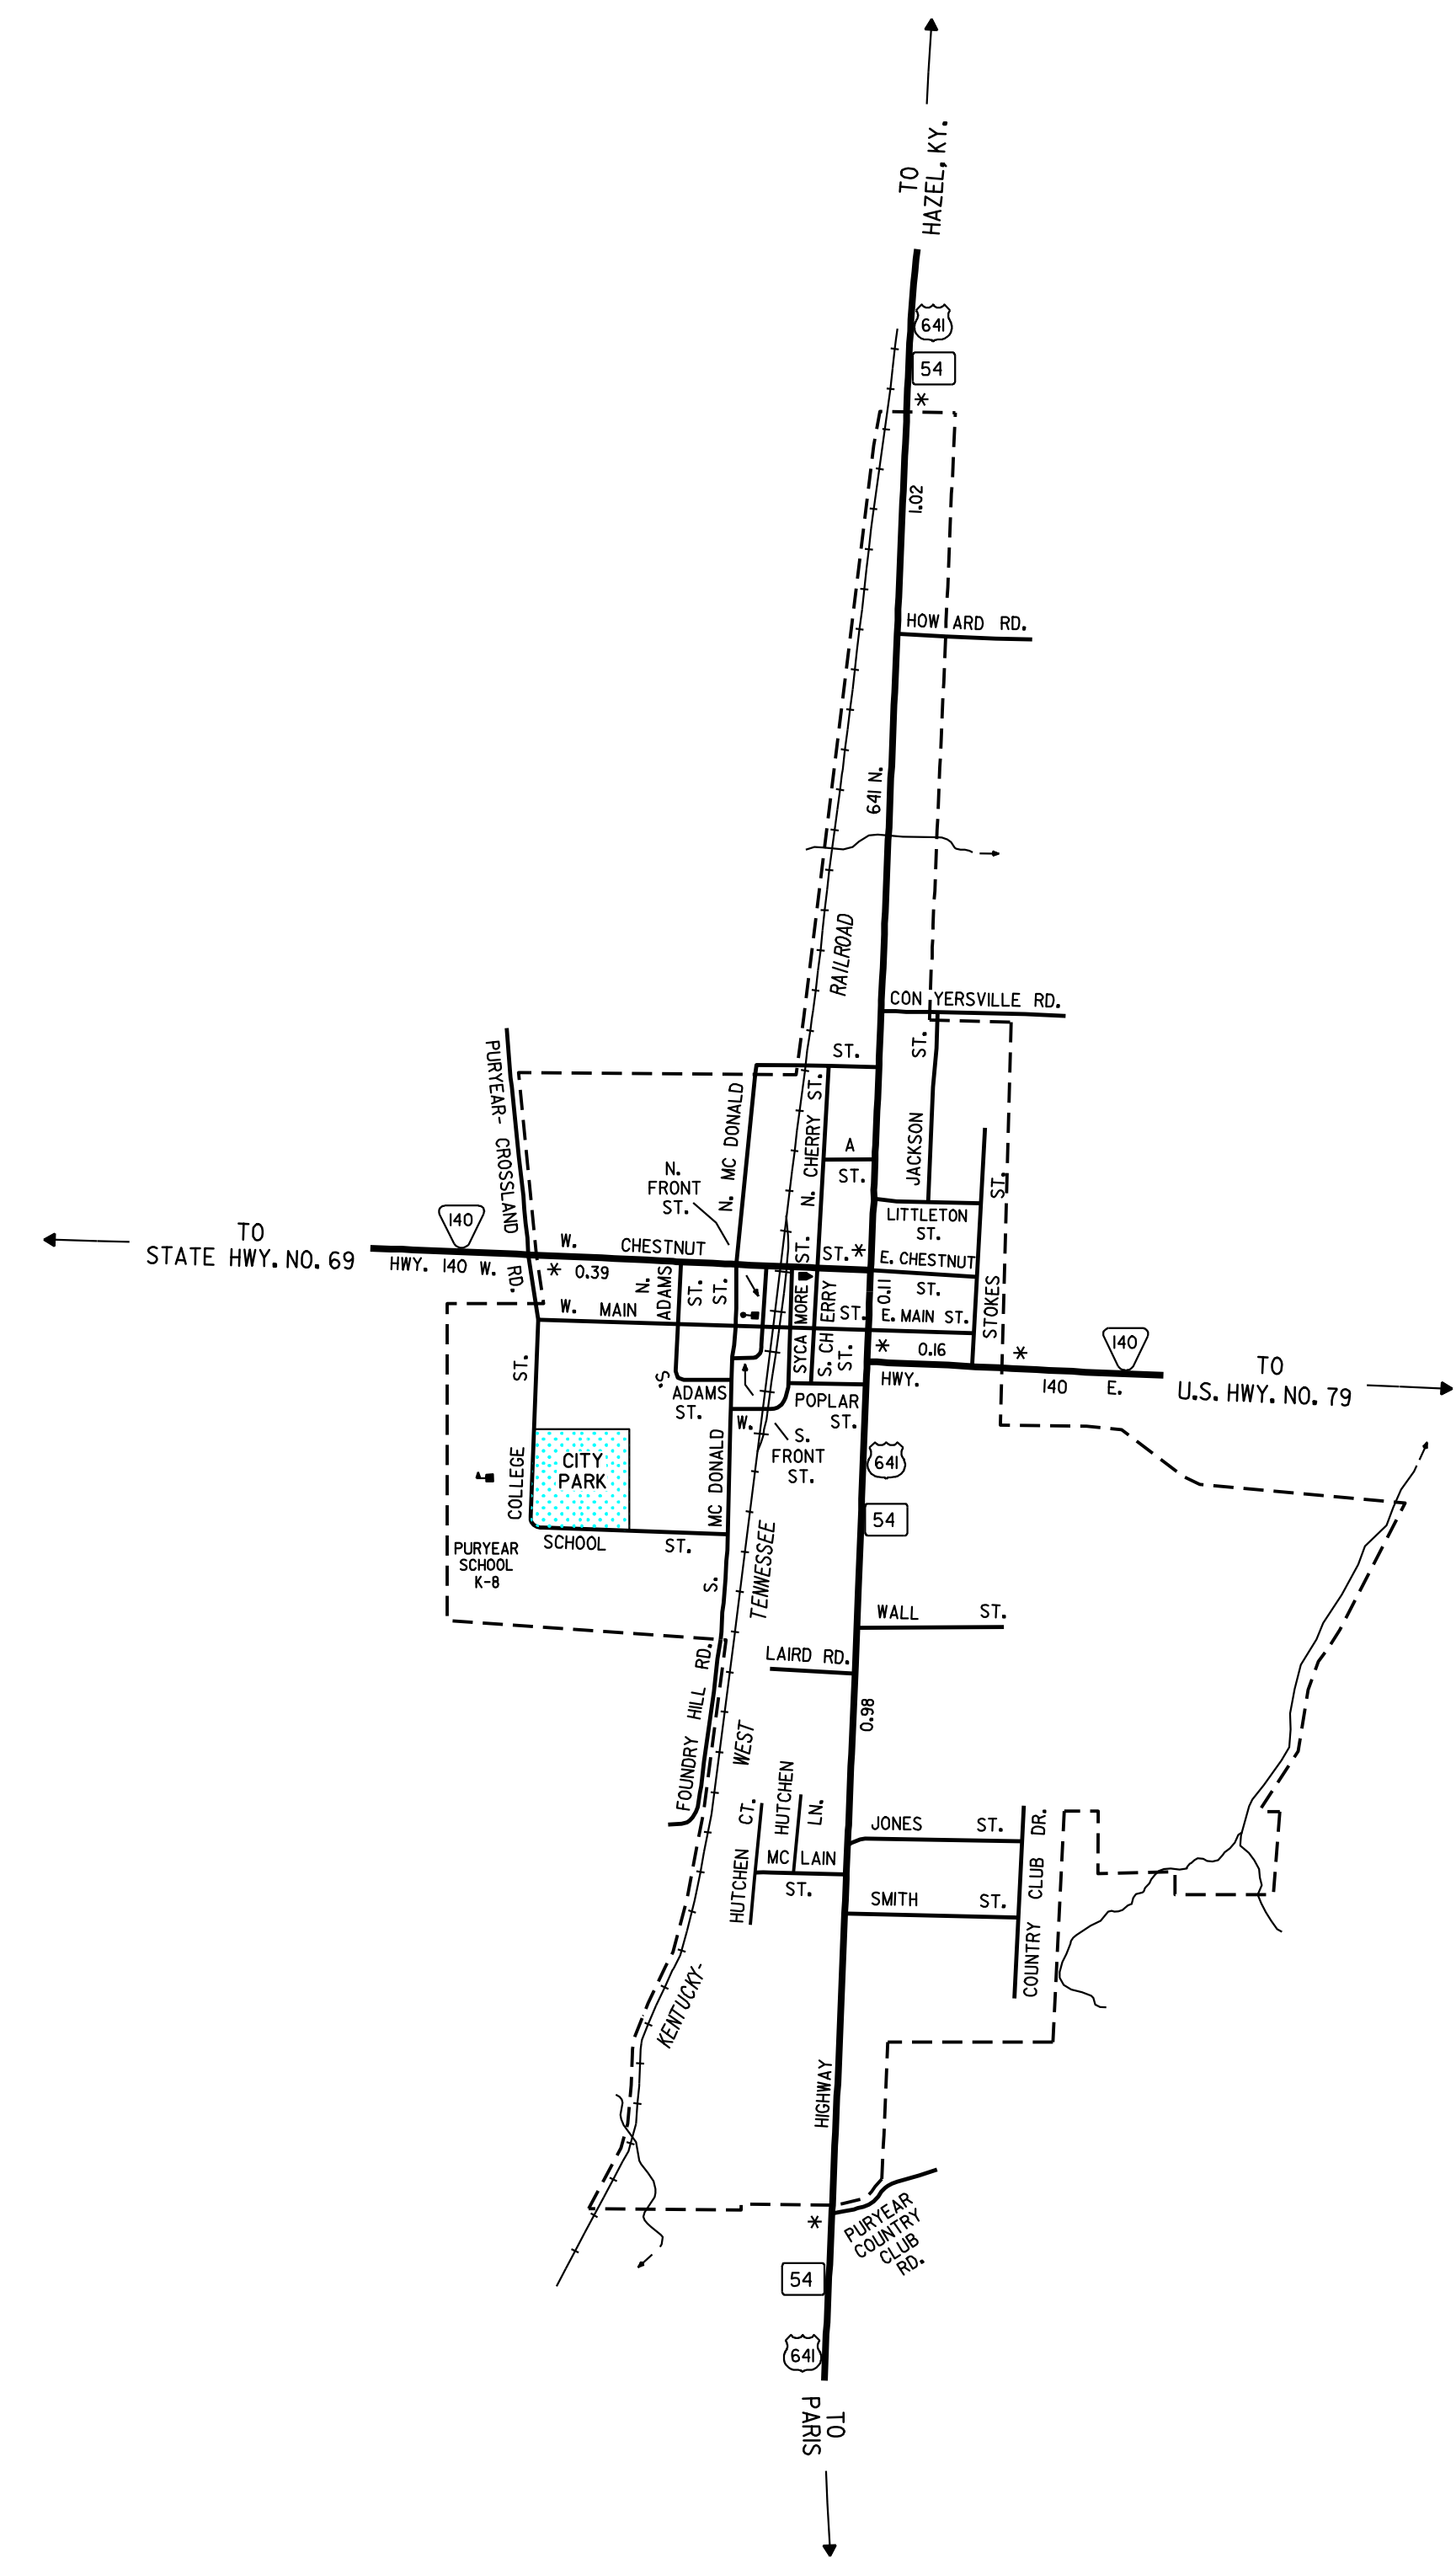 TO
HAZEL, KY.
641
54
*
1.02
HOWARD RD.
641 N.
RAILROAD
CONYERSVILLE RD.
ST.
ST.
PURYEAR- CROSSLAND
RD.
N. MC DONALD
ST.
N. CHERRY ST.
A
ST.
JACKSON
N.
FRONT
ST.
STOKES
ST.
LITTLETON
ST.
140
TO
STATE HWY. NO. 69
HWY. 140 W.
W. CHESTNUT
ST. *
E. CHESTNUT
ST.
* 0.39
N.
ADAMS
ST.
SYCAMORE
ST.
S. CHERRY
ST.
0.11
W. MAIN
ST.
E. MAIN ST.
* 0.16
*
140
HWY.
140 E.
TO
U.S. HWY. NO. 79
ST.
COLLEGE
S.
ADAMS
ST.
W.
POPLAR
ST.
S.
FRONT
ST.
CITY
PARK
MC DONALD
S.
641
54
SCHOOL
ST.
PURYEAR
SCHOOL
K-8
TENNESSEE
WALL ST.
LAIRD RD.
FOUNDRY HILL RD.
WEST
0.98
HUTCHEN CT.
HUTCHEN
LN.
JONES ST.
MC LAIN
ST.
SMITH ST.
COUNTRY CLUB DR.
KENTUCKY-
HIGHWAY
*
PURYEAR
COUNTRY
CLUB
RD.
54
641
TO
PARIS